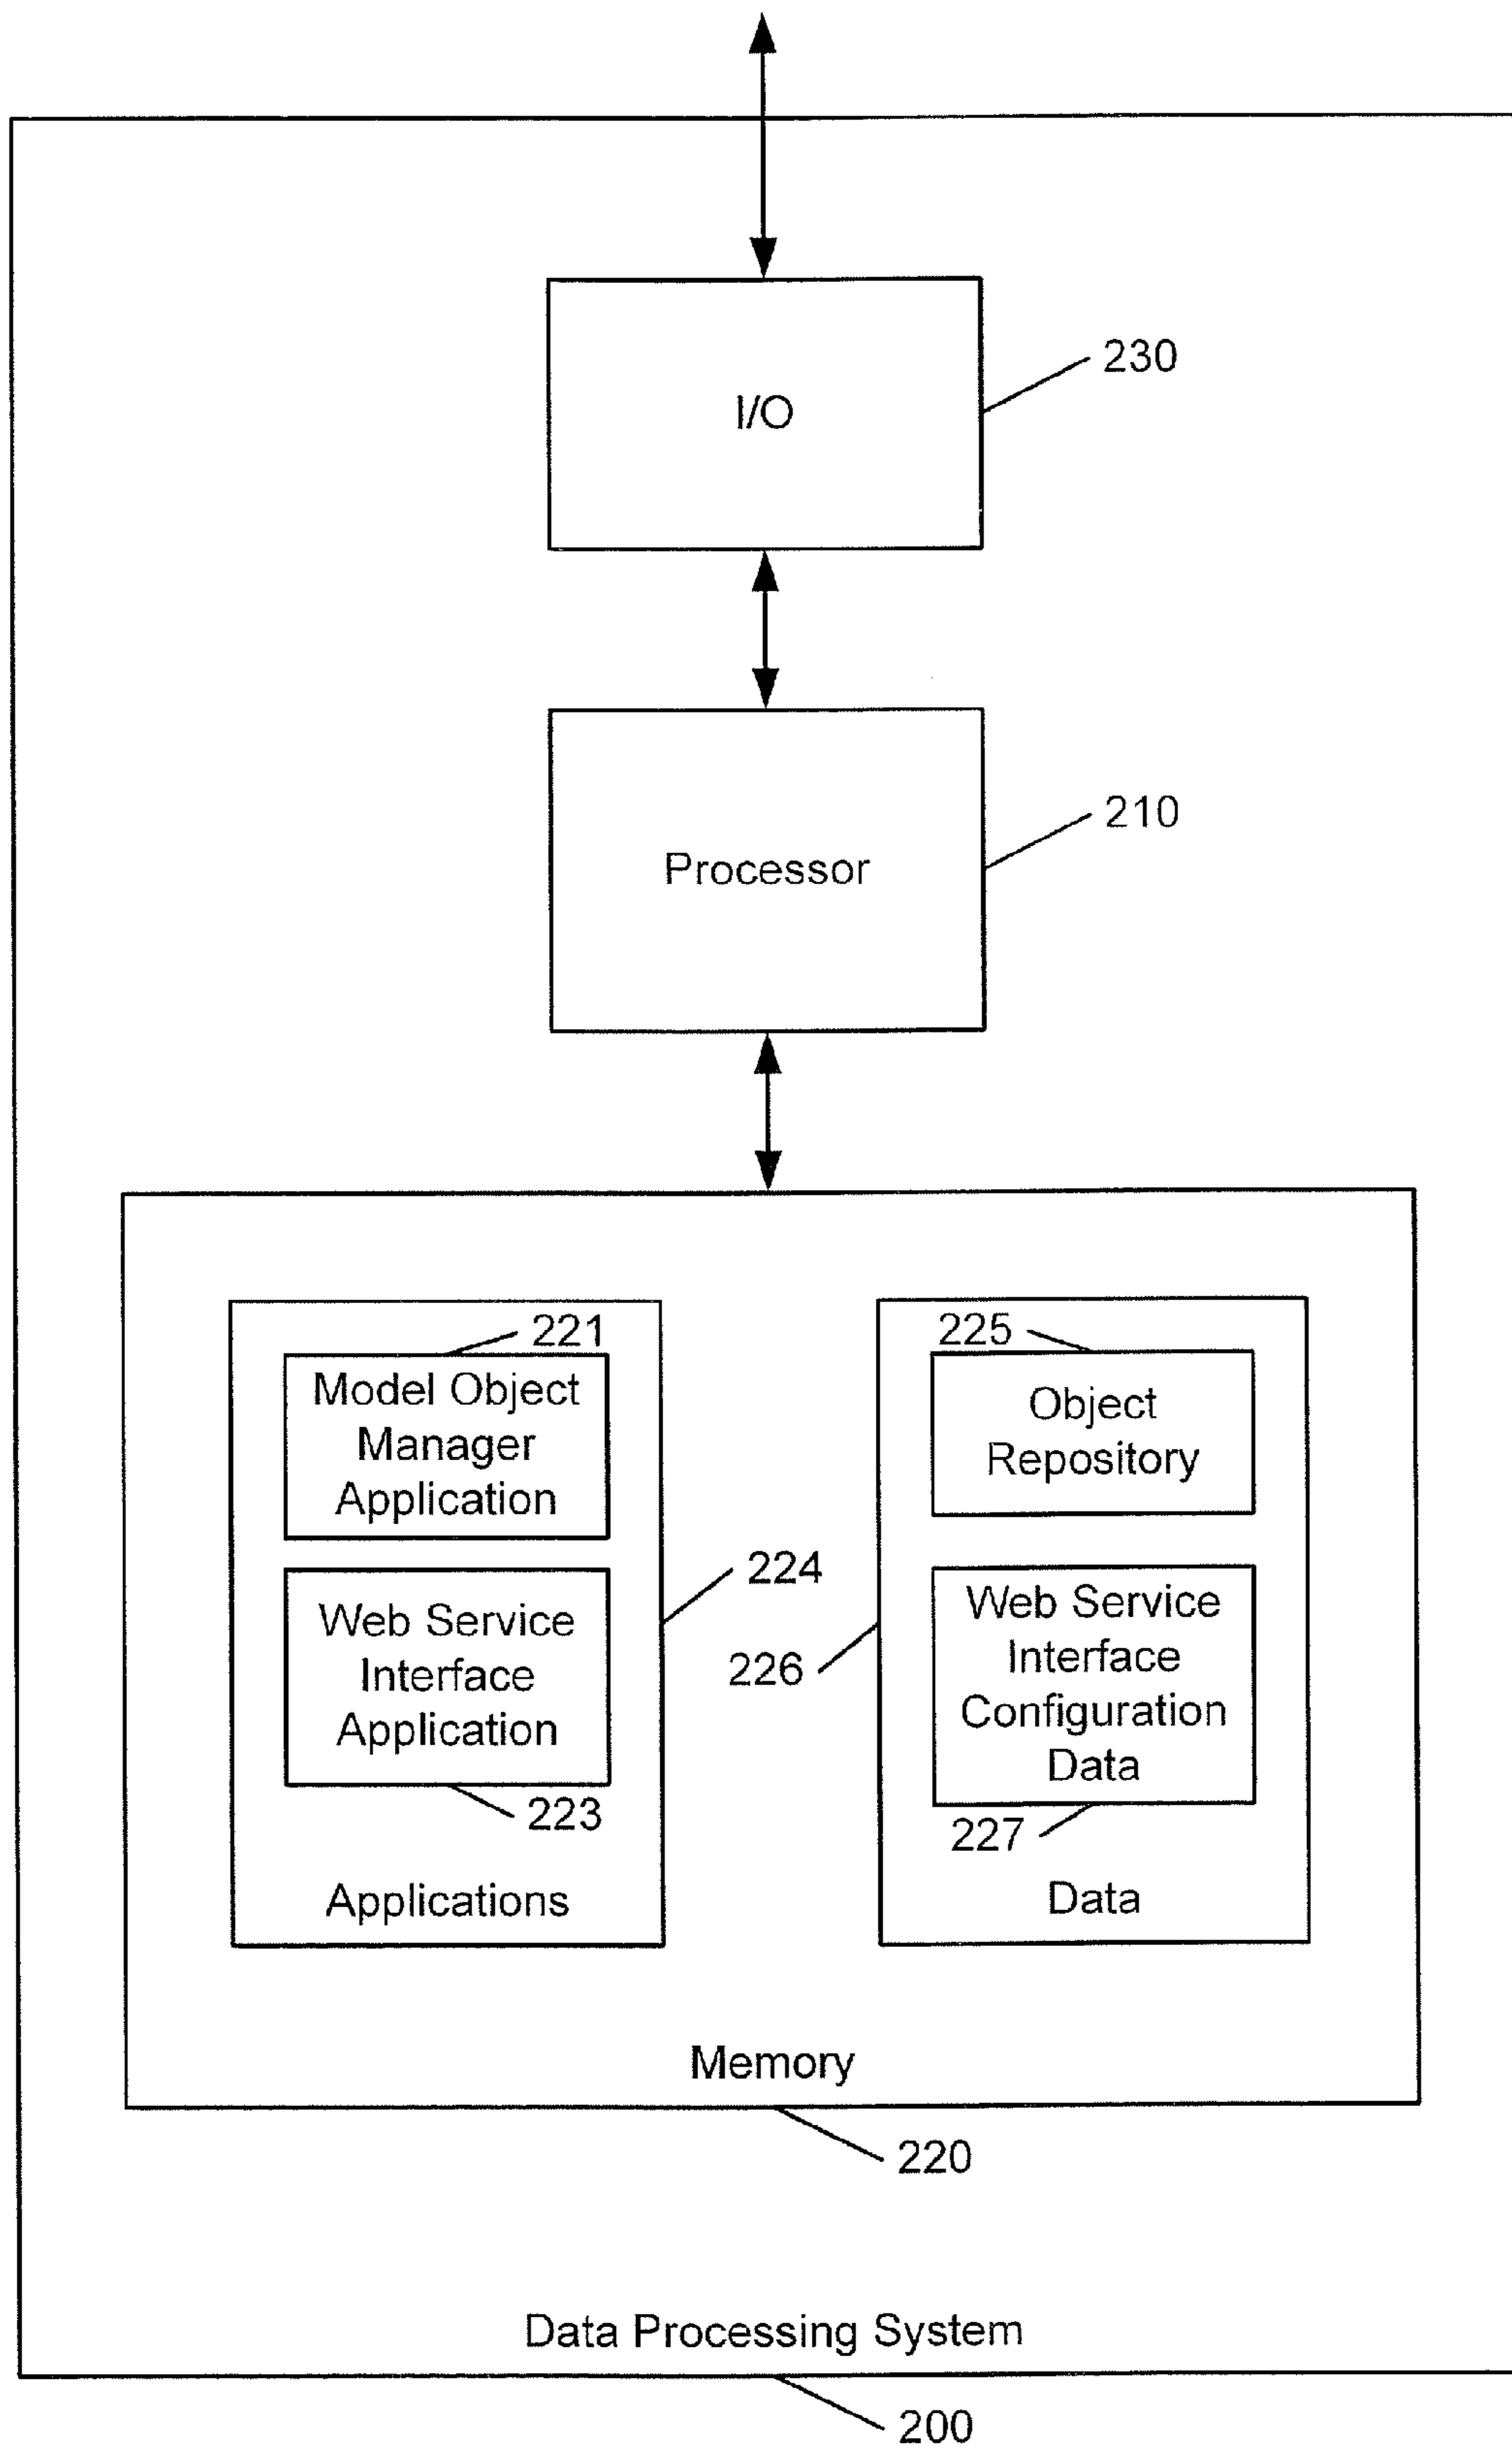 230
I/O
210
Processor
221
Model Object
Manager
Application
224
Web Service
Interface
Application
223
Applications
225
Object
Repository
226
Web Service
Interface
Configuration
Data
227
Data
Memory
220
Data Processing System
200